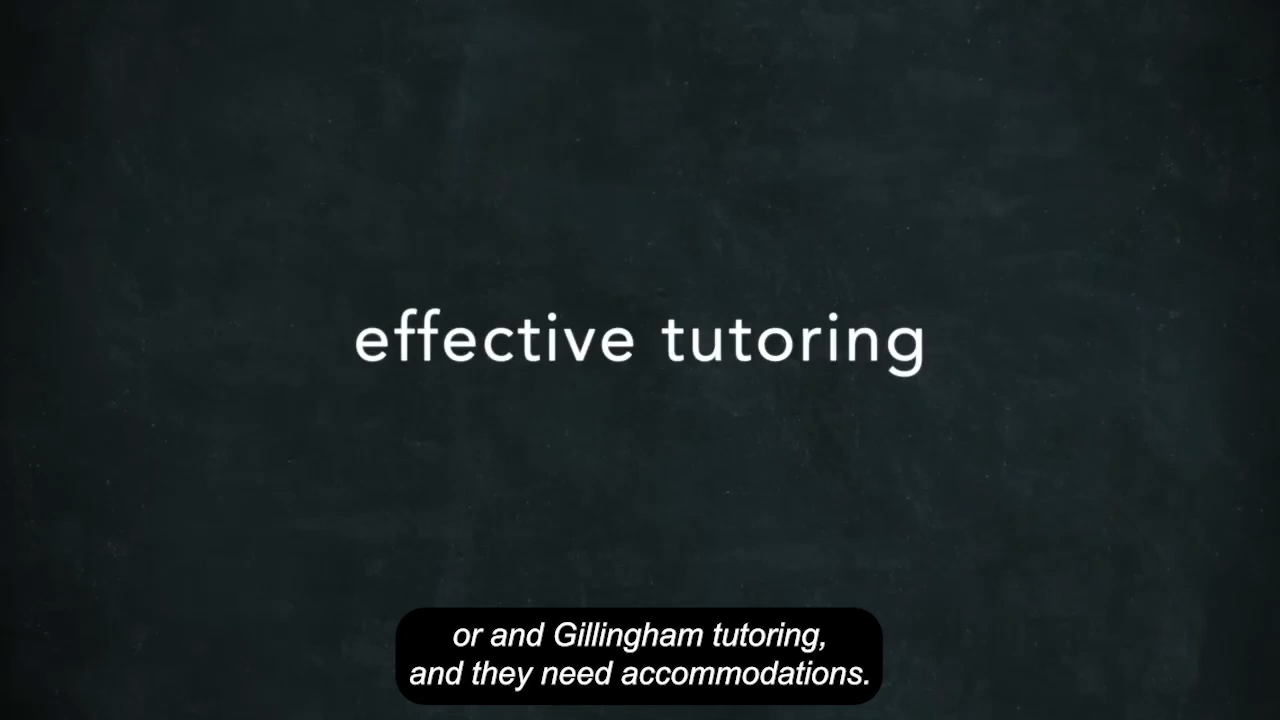 effective tutoring
or and Gillingham tutoring,
and they need accommodations.